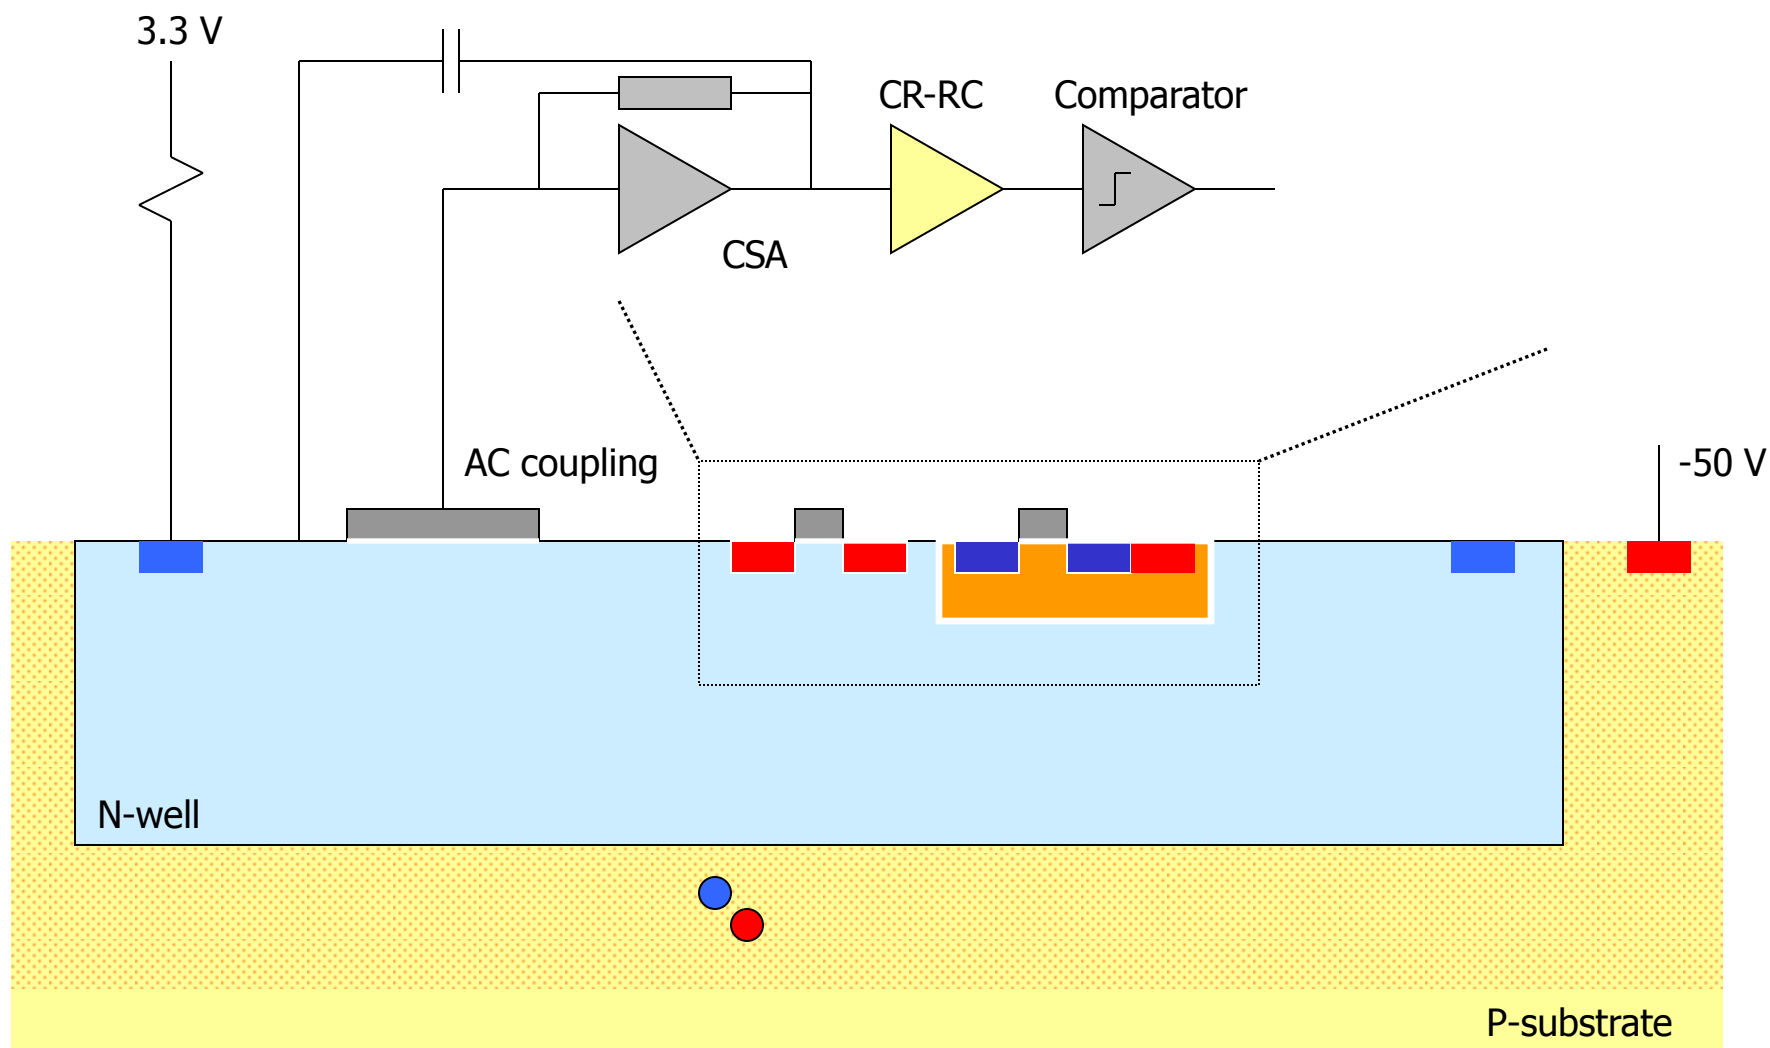 3.3 V
CR-RC
Comparator
CSA
AC coupling
-50 V
N-well
P-substrate